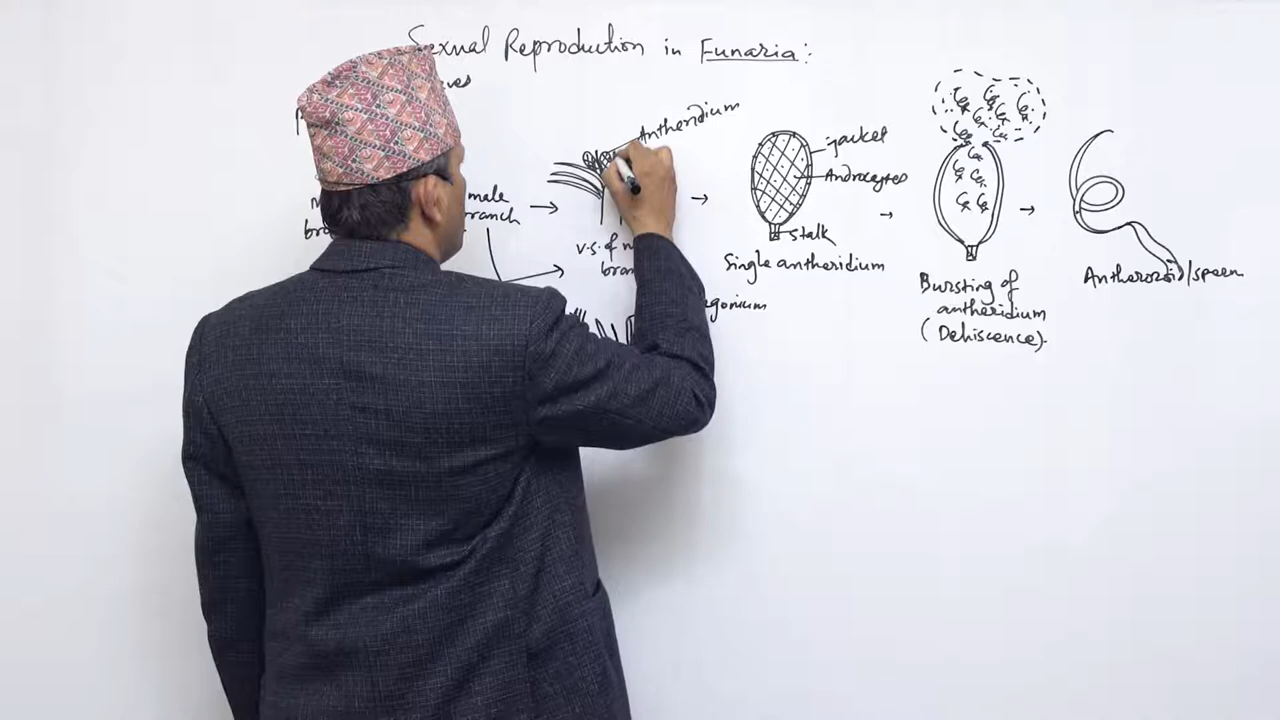 Sexual Reproduction in Funaria:
Antheridium
male
branch
v.s. of
Jacket
Androcytes
stalk
Single antheridium
Bursting of
antheridium
(Dehiscence).
Antherozoid/sperm